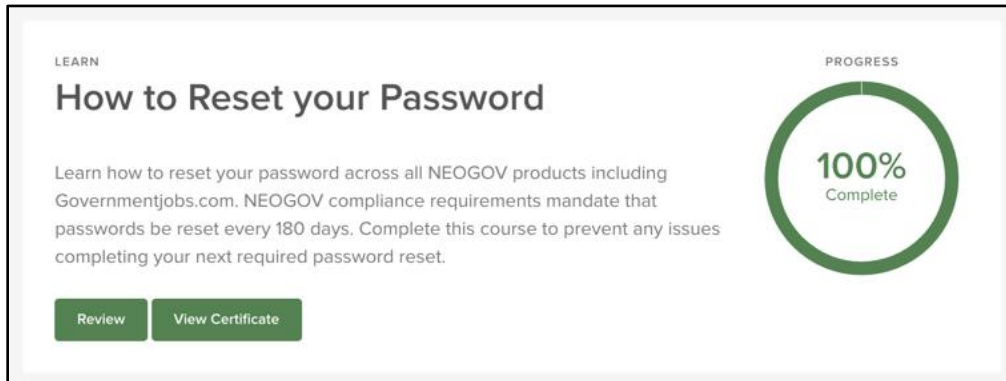 LEARN
How to Reset your Password
Learn how to reset your password across all NEOGOV products including
Governmentjobs.com. NEOGOV compliance requirements mandate that
passwords be reset every 180 days. Complete this course to prevent any issues
completing your next required password reset.
Review
View Certificate
PROGRESS
100%
Complete